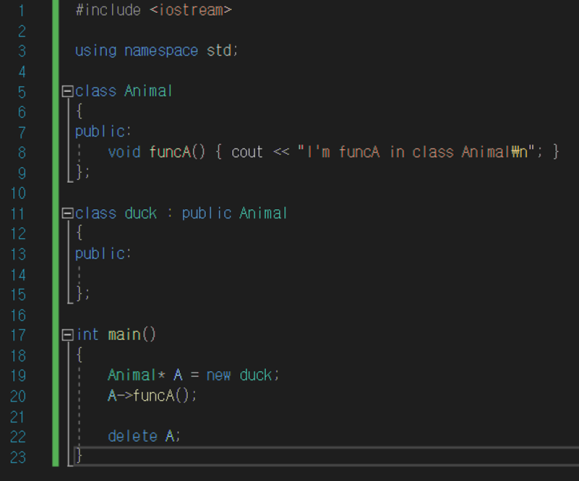 1 #include <iostream>
2
3 using namespace std;
4
5 class Animal
6 {
7 public:
8 void funcA() { cout << "I'm funcA in class Animal₩n"; }
9 };
10
11 class duck : public Animal
12 {
13 public:
14
15 };
16
17 int main()
18 {
19 Animal* A = new duck;
20 A->funcA();
21
22 delete A;
23 }